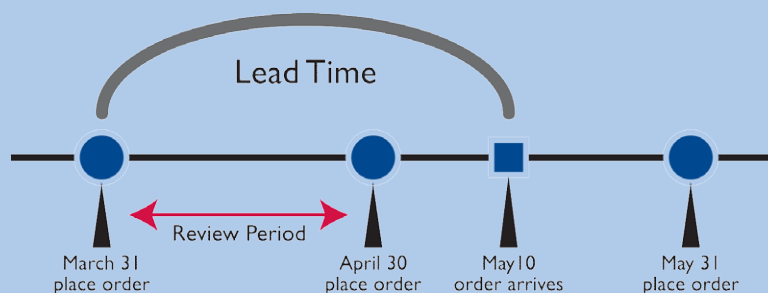 Lead Time
Review Period
March 31
place order
April 30
place order
May10
order arrives
May 31
place order